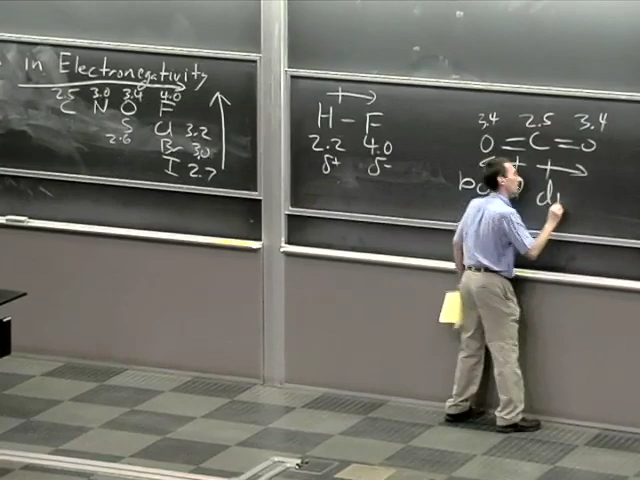 in Electronegativity
2.5 3.0 3.4 4.0
C N O F
S Cl 3.2
2.6 Br 3.0
I 2.7
H – F
2.2 4.0
δ+ δ-
3.4 2.5 3.4
O = C = O